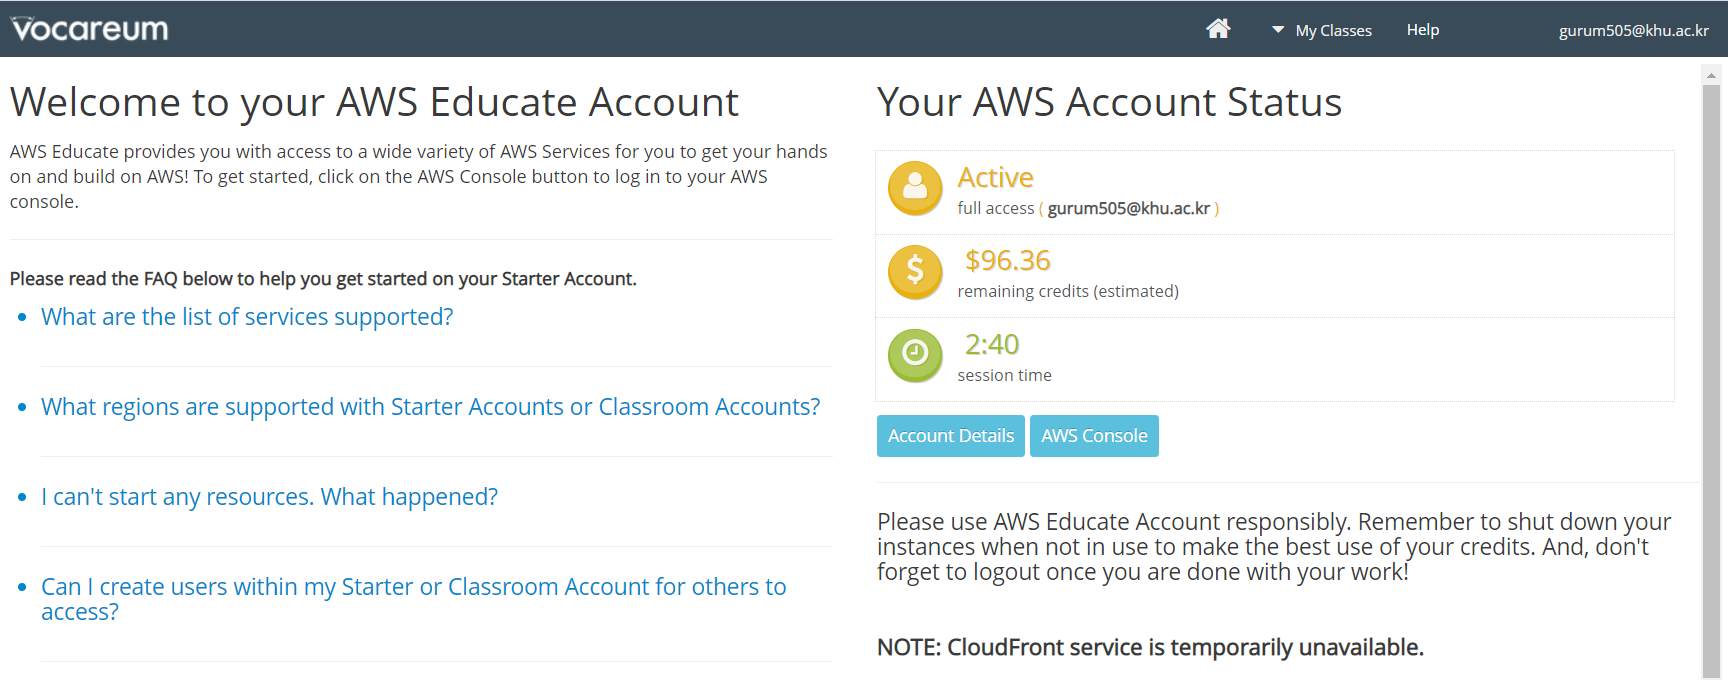 Vocareum
My Classes
Help
gurum505@khu.ac.kr
Welcome to your AWS Educate Account
AWS Educate provides you with access to a wide variety of AWS Services for you to get your hands
on and build on AWS! To get started, click on the AWS Console button to log in to your AWS
console.
Please read the FAQ below to help you get started on your Starter Account.
• What are the list of services supported?
• What regions are supported with Starter Accounts or Classroom Accounts?
• I can't start any resources. What happened?
• Can I create users within my Starter or Classroom Account for others to
access?
Your AWS Account Status
Active
full access ( gurum505@khu.ac.kr )
$
$96.36
remaining credits (estimated)
2:40
session time
Account Details
AWS Console
Please use AWS Educate Account responsibly. Remember to shut down your
instances when not in use to make the best use of your credits. And, don't
forget to logout once you are done with your work!
NOTE: CloudFront service is temporarily unavailable.